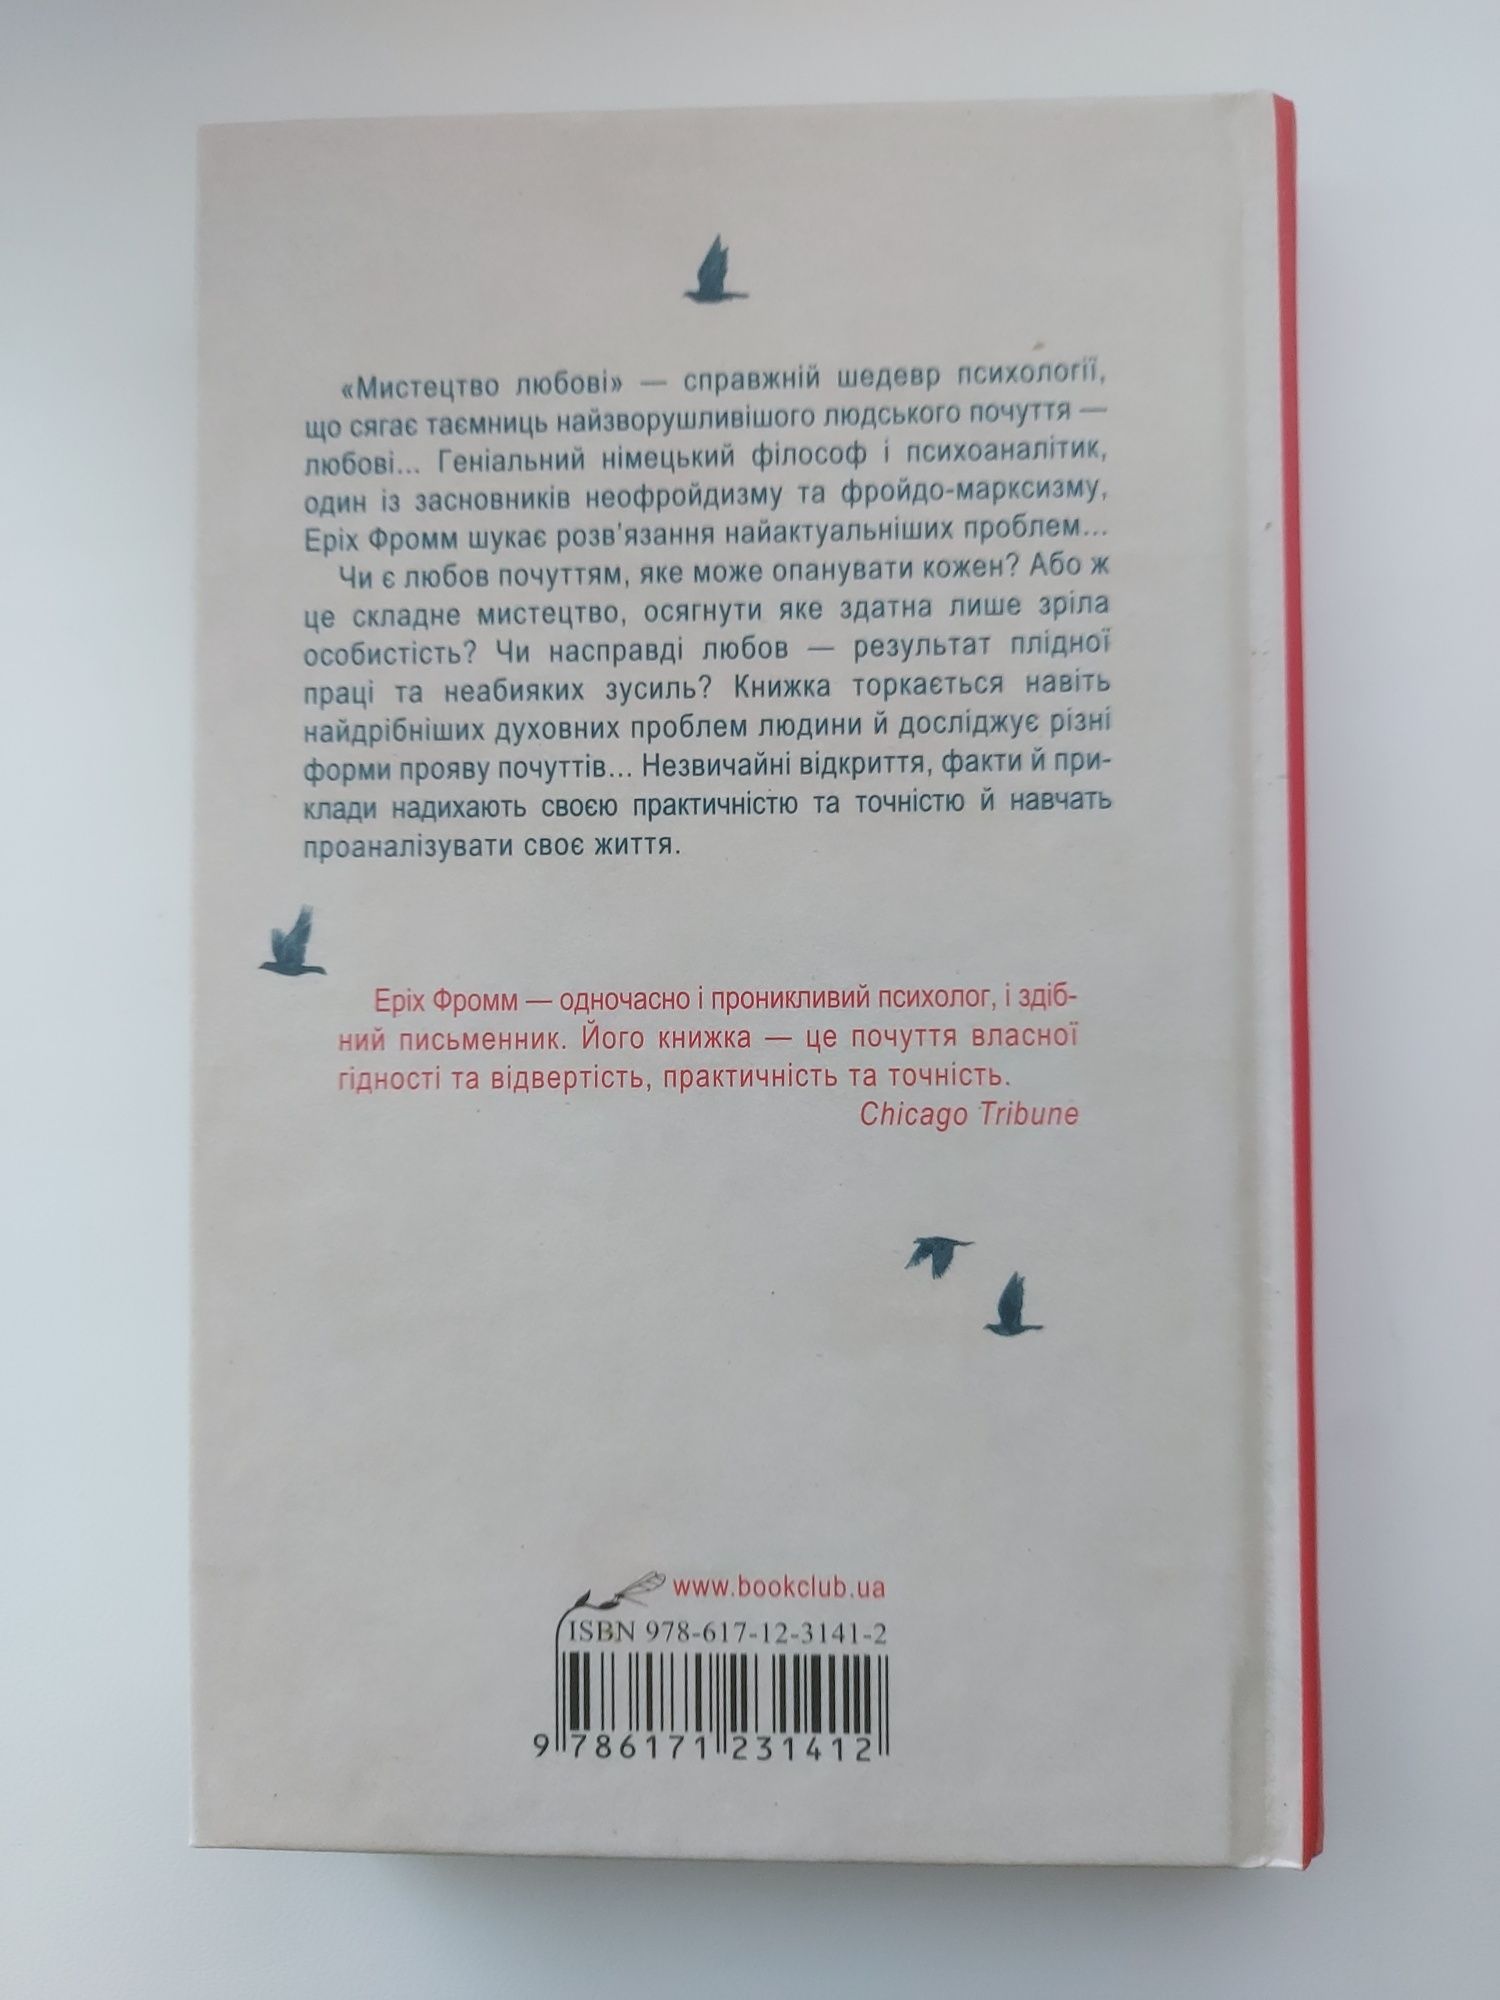 «Мистецтво любові» — справжній шедевр психології,
що сягає таємниць найзворушливішого людського почуття —
любові... Геніальний німецький філософ і психоаналітик,
один із засновників неофройдизму та фройдо-марксизму,
Еріх Фромм шукає розв'язання найактуальніших проблем...
Чи є любов почуттям, яке може опанувати кожен? Або ж
це складне мистецтво, осягнути яке здатна лише зріла
особистість? Чи насправді любов — результат плідної
праці та неабияких зусиль? Книжка торкається навіть
найдрібніших духовних проблем людини й досліджує різні
форми прояву почуттів... Незвичайні відкриття, факти й при-
клади надихають своєю практичністю та точністю й навчать
проаналізувати своє життя.
Еріх Фромм — одночасно і проникливий психолог, і здіб-
ний письменник. Його книжка — це почуття власної
гідності та відвертість, практичність та точність.
Chicago Tribune
www.bookclub.ua
ISBN 978-617-12-3141-2
9 786171 231412